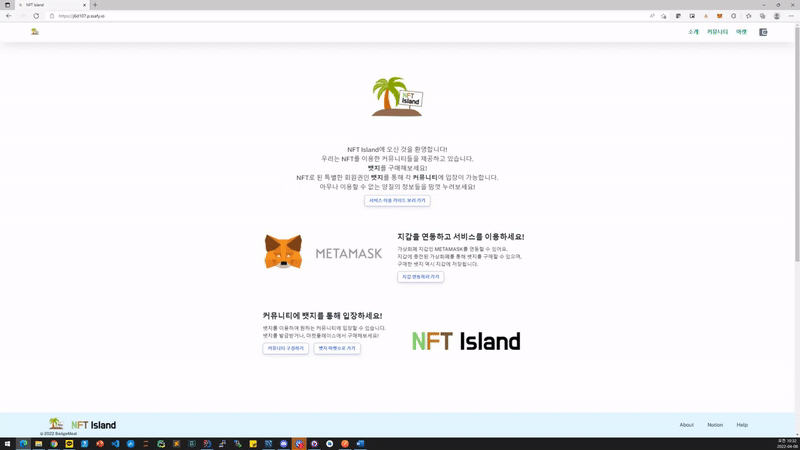 NFT Island
https://j6d107.p.ssafy.io
소개 커뮤니티 마켓
NFT Island
NFT Island에 오신 것을 환영합니다!
우리는 NFT를 이용한 커뮤니티들을 제공하고 있습니다.
뱃지를 구매해보세요!
NFT로 된 특별한 회원권인 뱃지를 통해 각 커뮤니티에 입장이 가능합니다.
아무나 이용할 수 없는 양질의 정보들을 맘껏 누려보세요!
서비스 이용 가이드 보러 가기
METAMASK
지갑을 연동하고 서비스를 이용하세요!
가상화폐 지갑인 METAMASK를 연동할 수 있어요.
지갑에 충전된 가상화폐를 통해 뱃지를 구매할 수 있으며,
구매한 뱃지 역시 지갑에 저장됩니다.
지갑 연동하러 가기
커뮤니티에 뱃지를 통해 입장하세요!
뱃지를 이용하여 원하는 커뮤니티에 입장할 수 있습니다.
뱃지를 발급받거나, 마켓플레이스에서 구매해보세요!
커뮤니티 구경하기 뱃지 마켓으로 가기
NFT Island
NFT Island
© 2022 BadgeMeal
About Notion Help
오전 10:32
2022-04-08